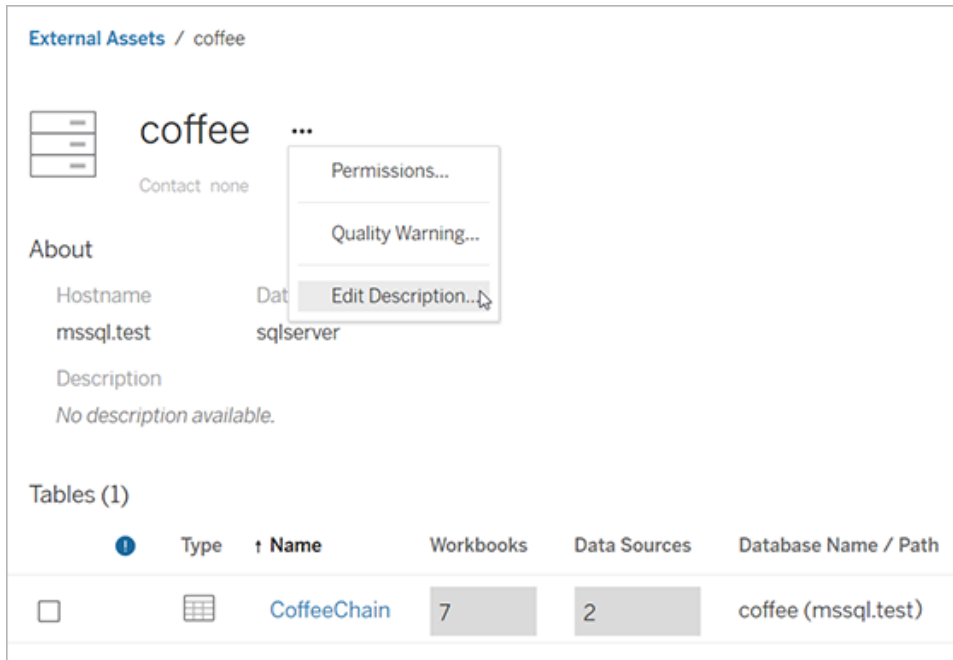 External Assets / coffee
coffee ...
Permissions...
Contact none
Quality Warning...
About
Edit Description...
Hostname
Dat
mssql.test
sqlserver
Description
No description available.
Tables (1)
Type ↑ Name Workbooks Data Sources Database Name / Path
CoffeeChain 7 2 coffee (mssql.test)